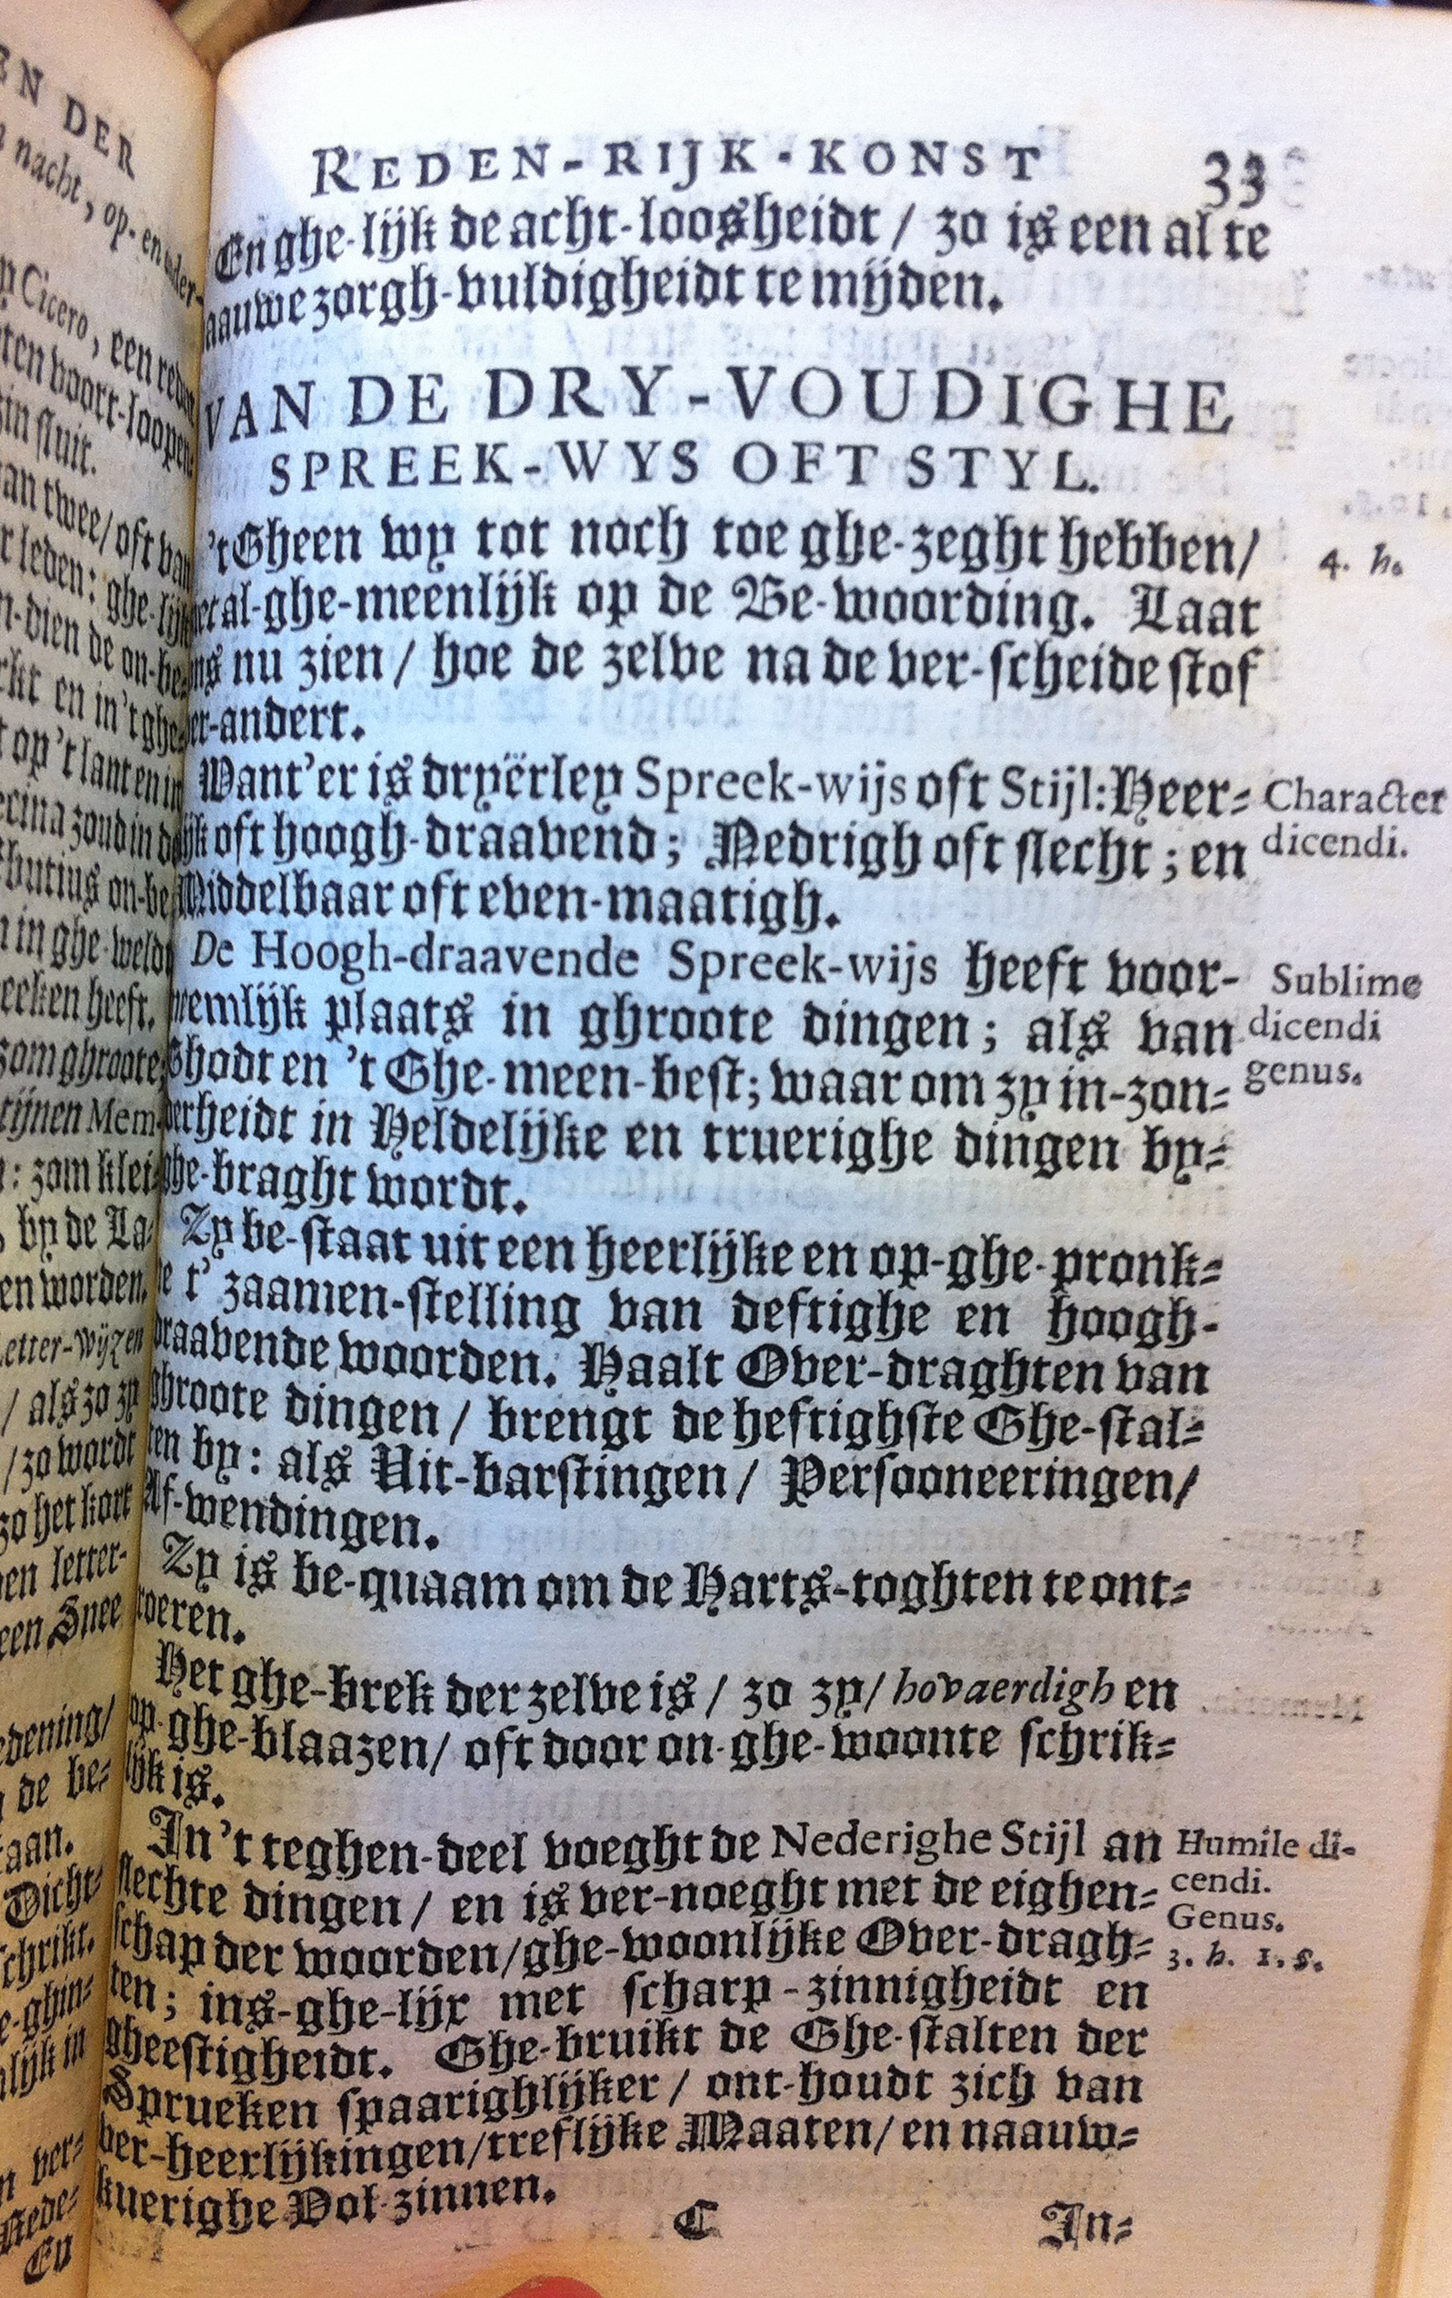 REDEN-RIJK-KONST 33
En ghe-lijk de acht-loosheidt / zo is een al te
naauwe zorgh-vuldigheidt te mijden.
VAN DE DRY-VOUDIGHE
SPREEK-WYS OFT STYL.
'tGheen wy tot noch toe ghe-zeght hebben/
4. h.
al-ghe-meenlijk op de Be-woording. Laat
ons nu zien / hoe de zelve na de ver-scheide stof
ver-andert.
Want'er is dryërley Spreek-wijs oft Stijl: Heer-
Character
lijk oft hoogh-draavend; Nedrigh oft slecht; en
dicendi.
Middelbaar oft even-maatigh.
De Hoogh-draavende Spreek-wijs heeft voor-
Sublime
neemlijk plaats in ghroote dingen; als van
dicendi
Ghodt en 't Ghe-meen-best; waar om zy in-zon-
genus.
derheidt in Heldelijke en truerighe dingen by-
ghe-braght wordt.
Zy be-staat uit een heerlijke en op-ghe-pronk-
te t'zaamen-stelling van deftighe en hoogh-
draavende woorden. Haalt Over-draghten van
ghroote dingen / brengt de heftighste Ghe-stal-
ten by: als Uit-barstingen / Persooneeringen/
Af-wendingen.
Zy is be-quaam om de Harts-toghten te ont-
roeren.
Het ghe-brek der zelve is / zo zy/ hovaerdigh en
op-ghe-blaazen/ oft door on-ghe-woonte schrik-
lijk is.
In 't teghen-deel voeght de Nederighe Stijl an
Humile di-
slechte dingen / en is ver-noeght met de eighen-
cendi.
Genus.
schap der woorden/ghe-woonlijke Over-dragh-
3. h. 1. s.
ten; ins-ghe-lijx met scharp-zinnigheidt en
gheestigheidt. Ghe-bruikt de Ghe-stalten der
Sprueken spaarighlijker / ont-houdt zich van
ver-heerlijkingen/treflijke Maaten/ en naauw-
kuerighe Vol-zinnen.
C In-